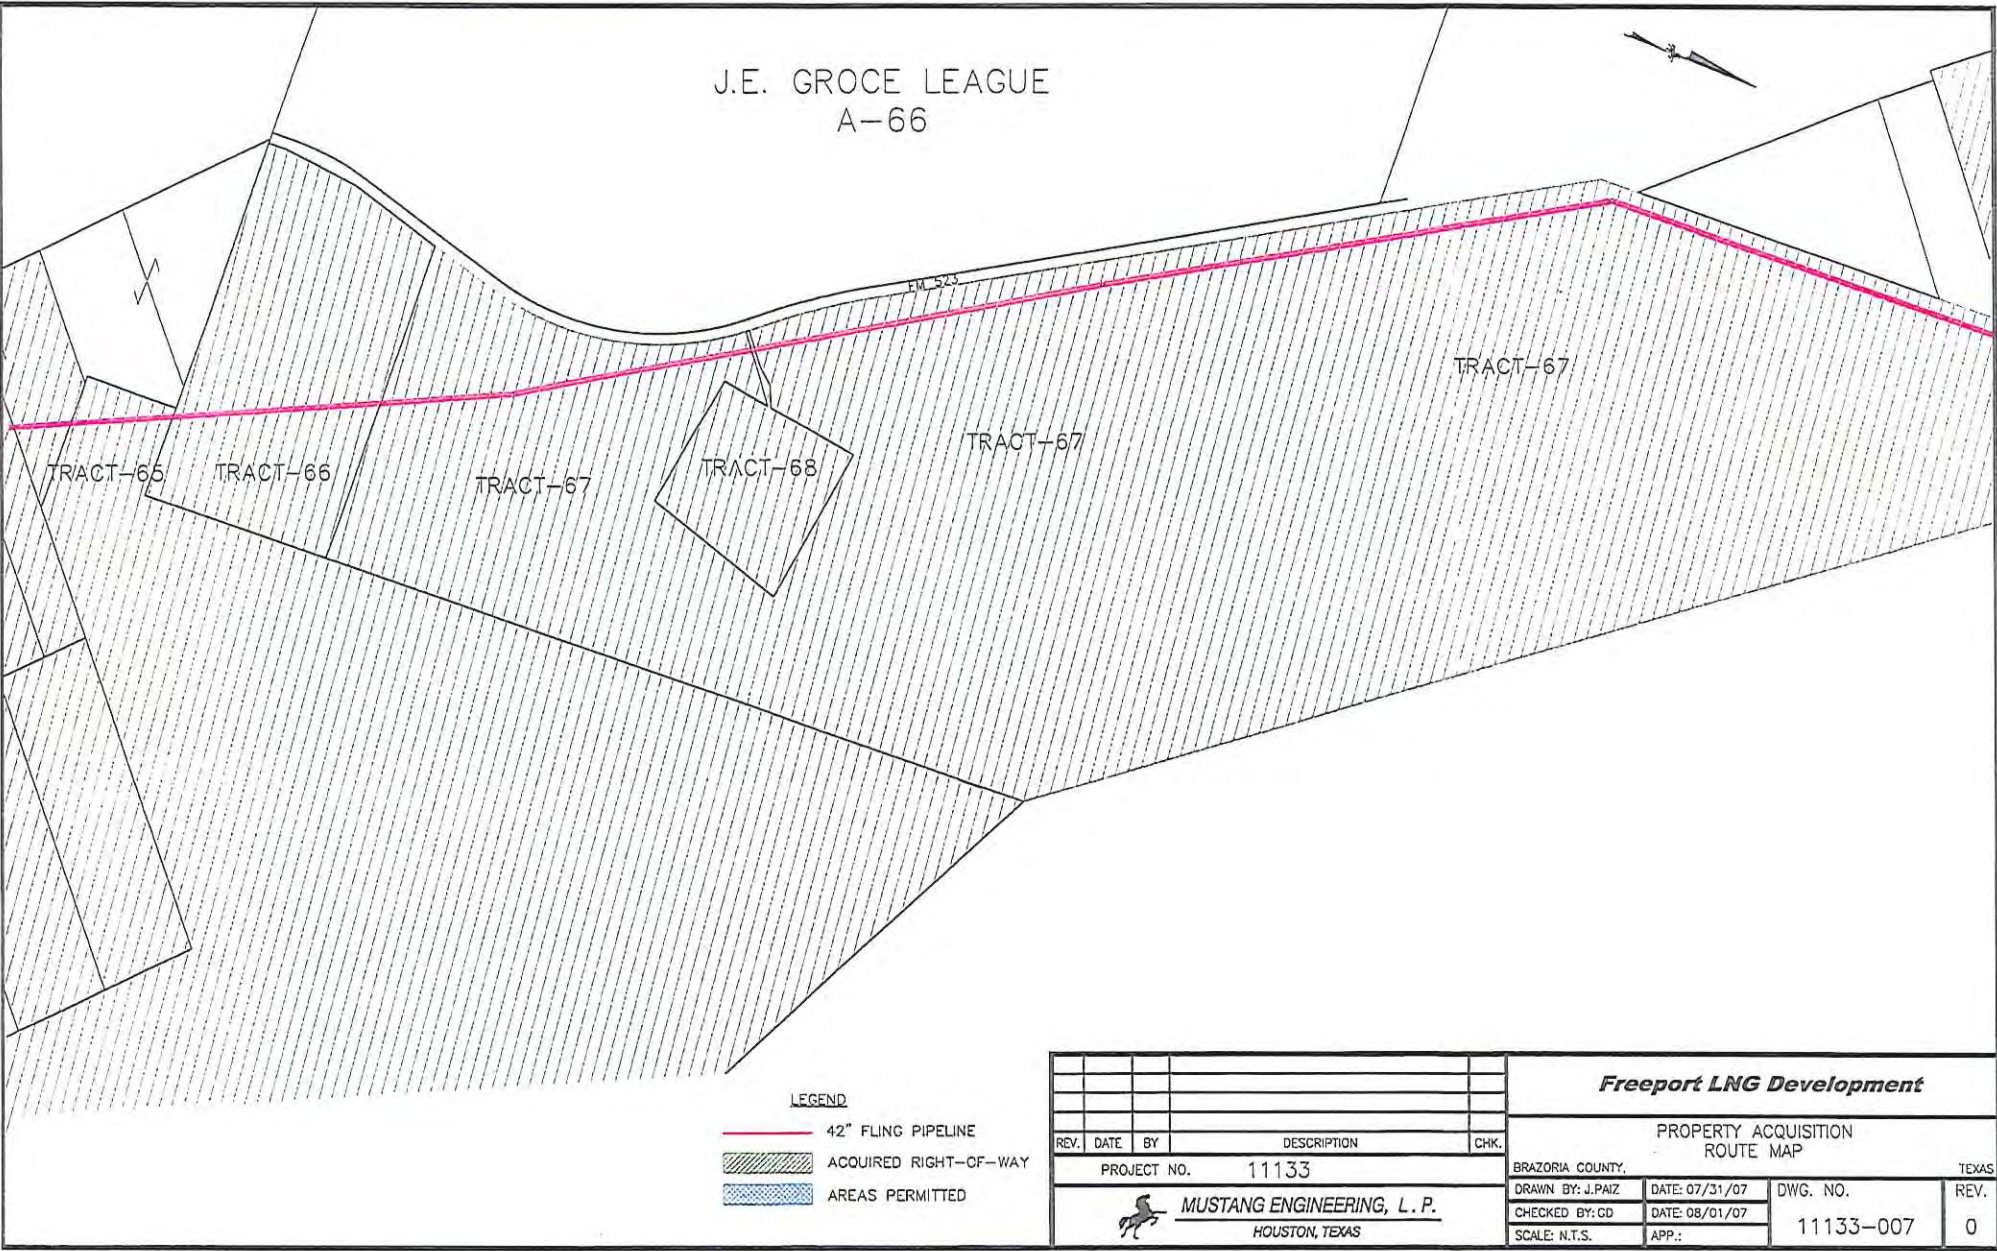 J.E. GROCE LEAGUE
A-66
FM 523
TRACT-67
TRACT-67
TRACT-68
TRACT-65
TRACT-66
TRACT-67
LEGEND
42" FLING PIPELINE
ACQUIRED RIGHT-OF-WAY
AREAS PERMITTED
REV. DATE BY DESCRIPTION CHK.
PROJECT NO. 11133
MUSTANG ENGINEERING, L.P.
HOUSTON, TEXAS
Freeport LNG Development
PROPERTY ACQUISITION
ROUTE MAP
BRAZORIA COUNTY, TEXAS
DRAWN BY: J.PAIZ DATE: 07/31/07
CHECKED BY: GD DATE: 08/01/07
SCALE: N.T.S. APP.:
DWG. NO.
11133-007
REV.
0